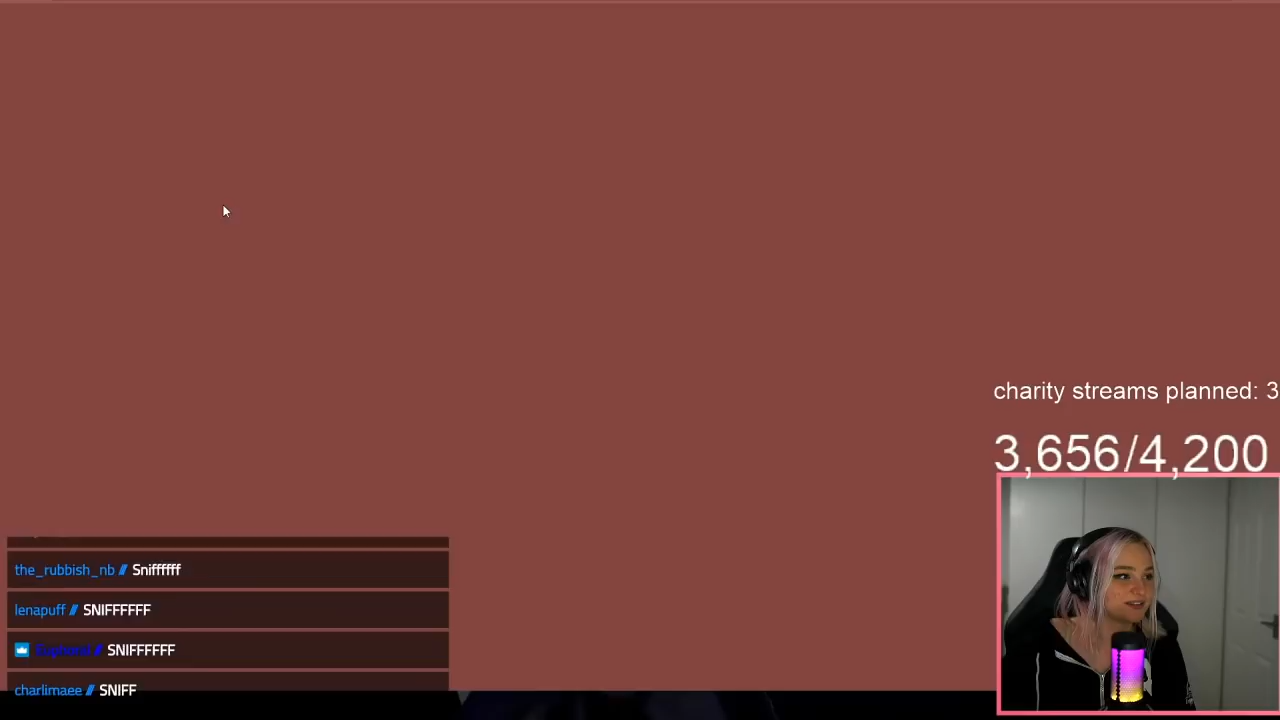 charity streams planned: 3
3,656/4,200
the_rubbish_nb // Sniffffff
lenapuff // SNIFFFFFF
// SNIFFFFFF
charlimaee // SNIFF